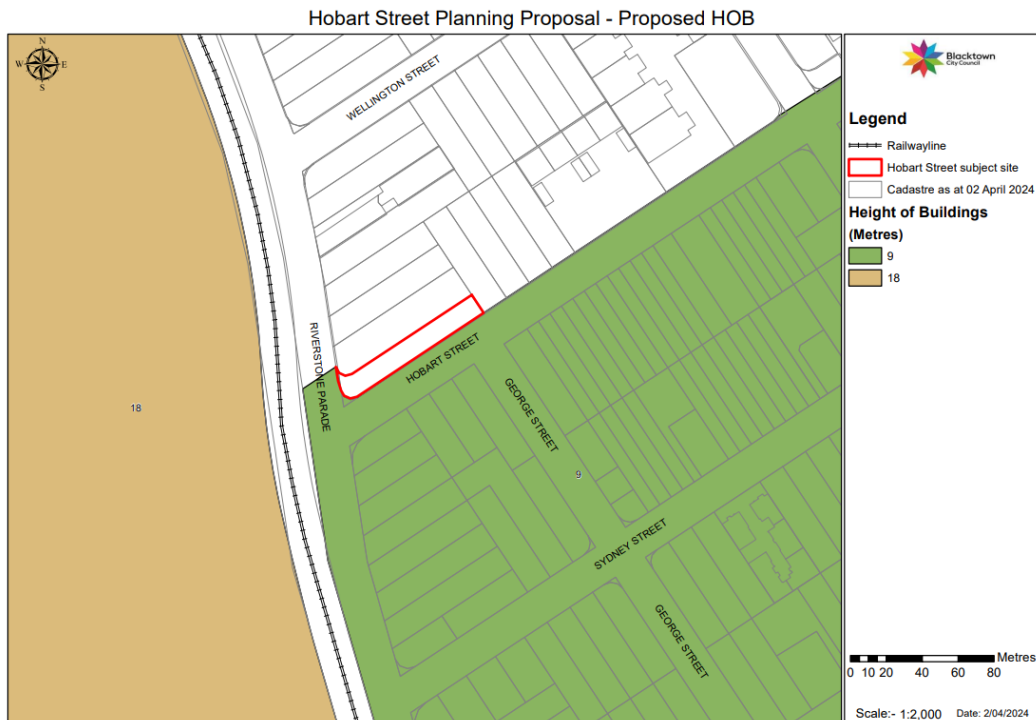 Hobart Street Planning Proposal - Proposed HOB
N
W E
S
WELLINGTON STREET
RIVERSTONE PARADE
HOBART STREET
GEORGE STREET
SYDNEY STREET
GEORGE STREET
18
9
Blacktown
City Council
Legend
Railwayline
Hobart Street subject site
Cadastre as at 02 April 2024
Height of Buildings
(Metres)
9
18
Metres
0 10 20 40 60 80
Scale:- 1:2,000 Date: 2/04/2024